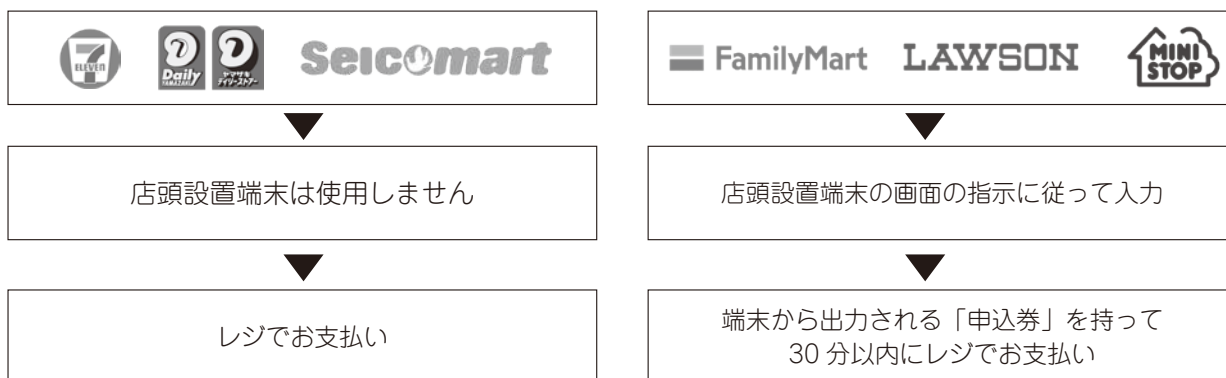 7
ELEVEN
Daily
YAMAZAKI
ヤマザキ
デイリーストアー
Seicomart
店頭設置端末は使用しません
レジでお支払い
FamilyMart
LAWSON
MINI
STOP
店頭設置端末の画面の指示に従って入力
端末から出力される「申込券」を持って
30 分以内にレジでお支払い